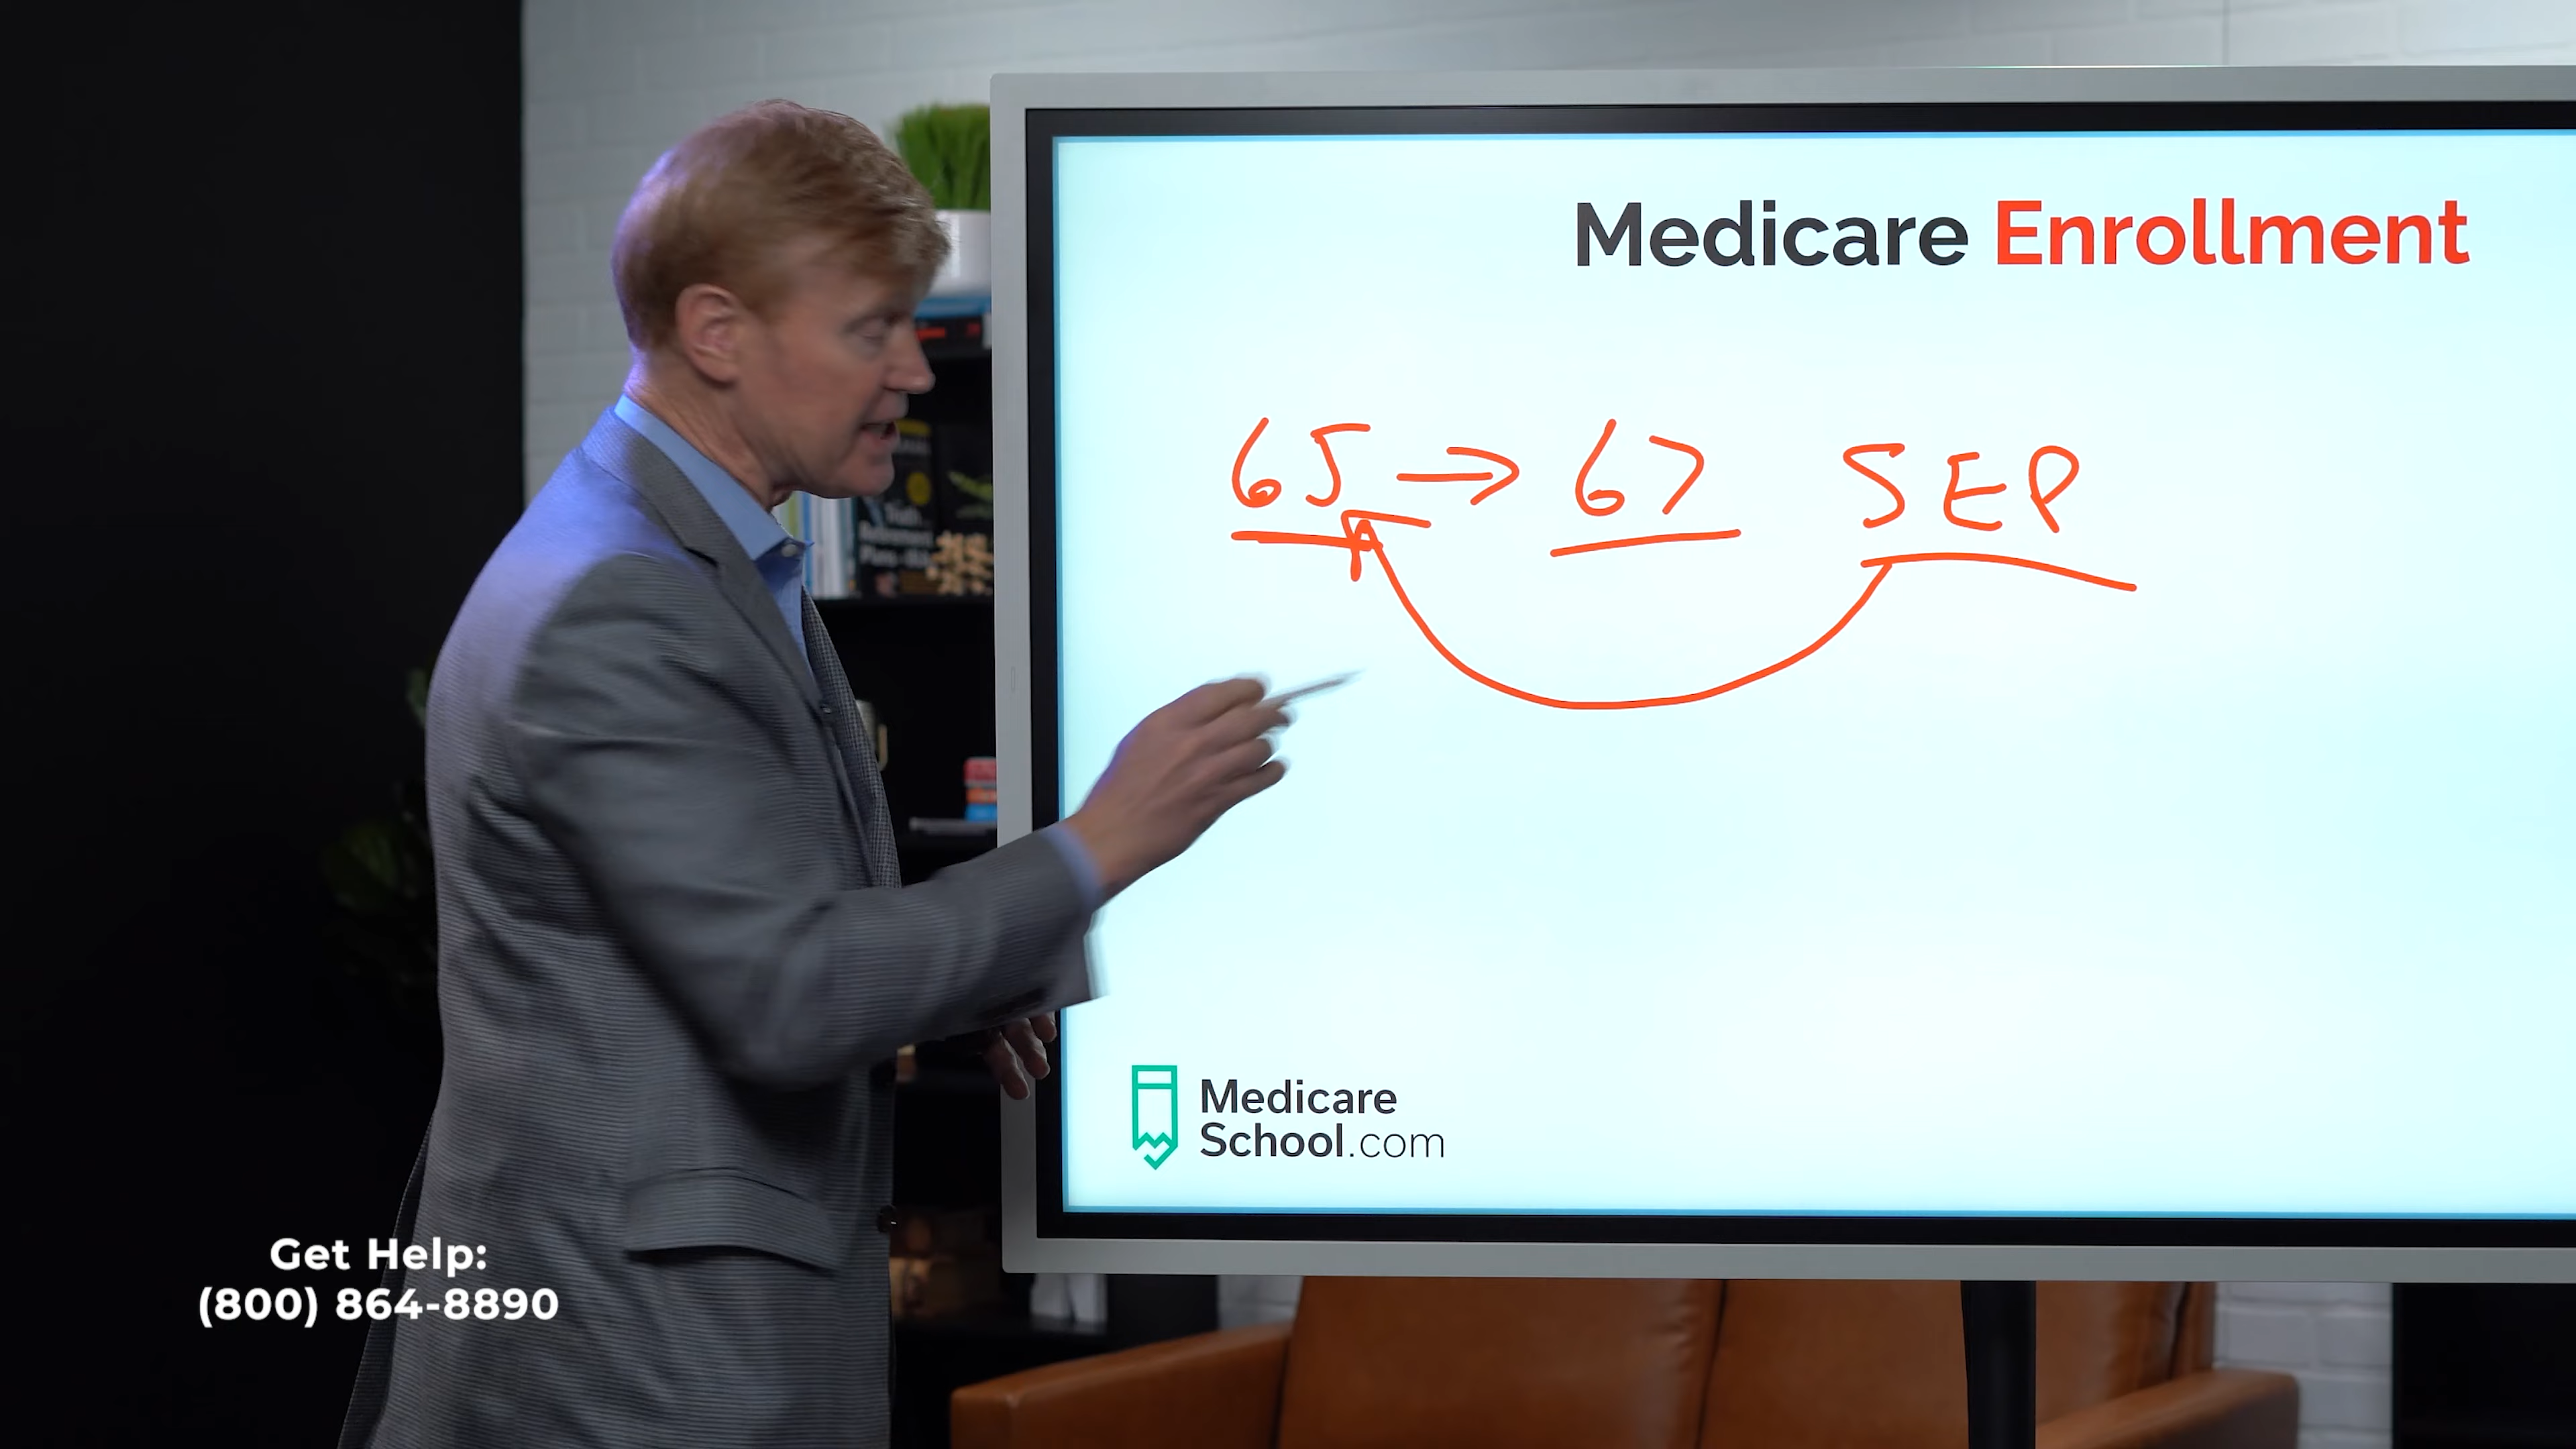 Medicare Enrollment
65 → 67 SEP
Medicare
School.com
Get Help:
(800) 864-8890